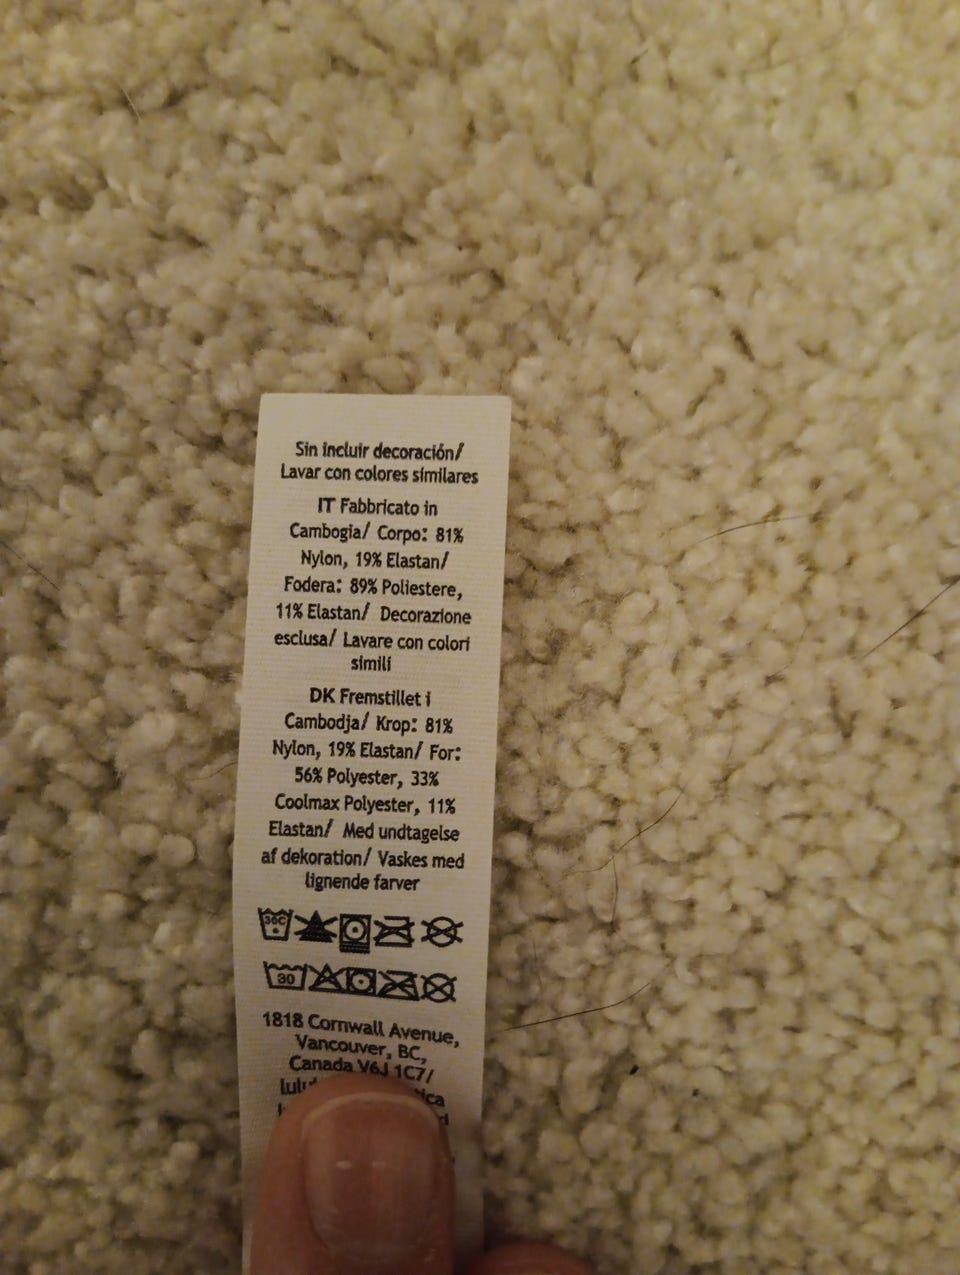 Sin incluir decoración/
Lavar con colores similares
IT Fabbricato in
Cambogia/ Corpo: 81%
Nylon, 19% Elastan/
Fodera: 89% Poliestere,
11% Elastan/ Decorazione
esclusa/ Lavare con colori
simili
DK Fremstillet i
Cambodja/ Krop: 81%
Nylon, 19% Elastan/ For:
56% Polyester, 33%
Coolmax Polyester, 11%
Elastan/ Med undtagelse
af dekoration/ Vaskes med
lignende farver
30C
30
1818 Cornwall Avenue,
Vancouver, BC,
Canada V6J 1C7/